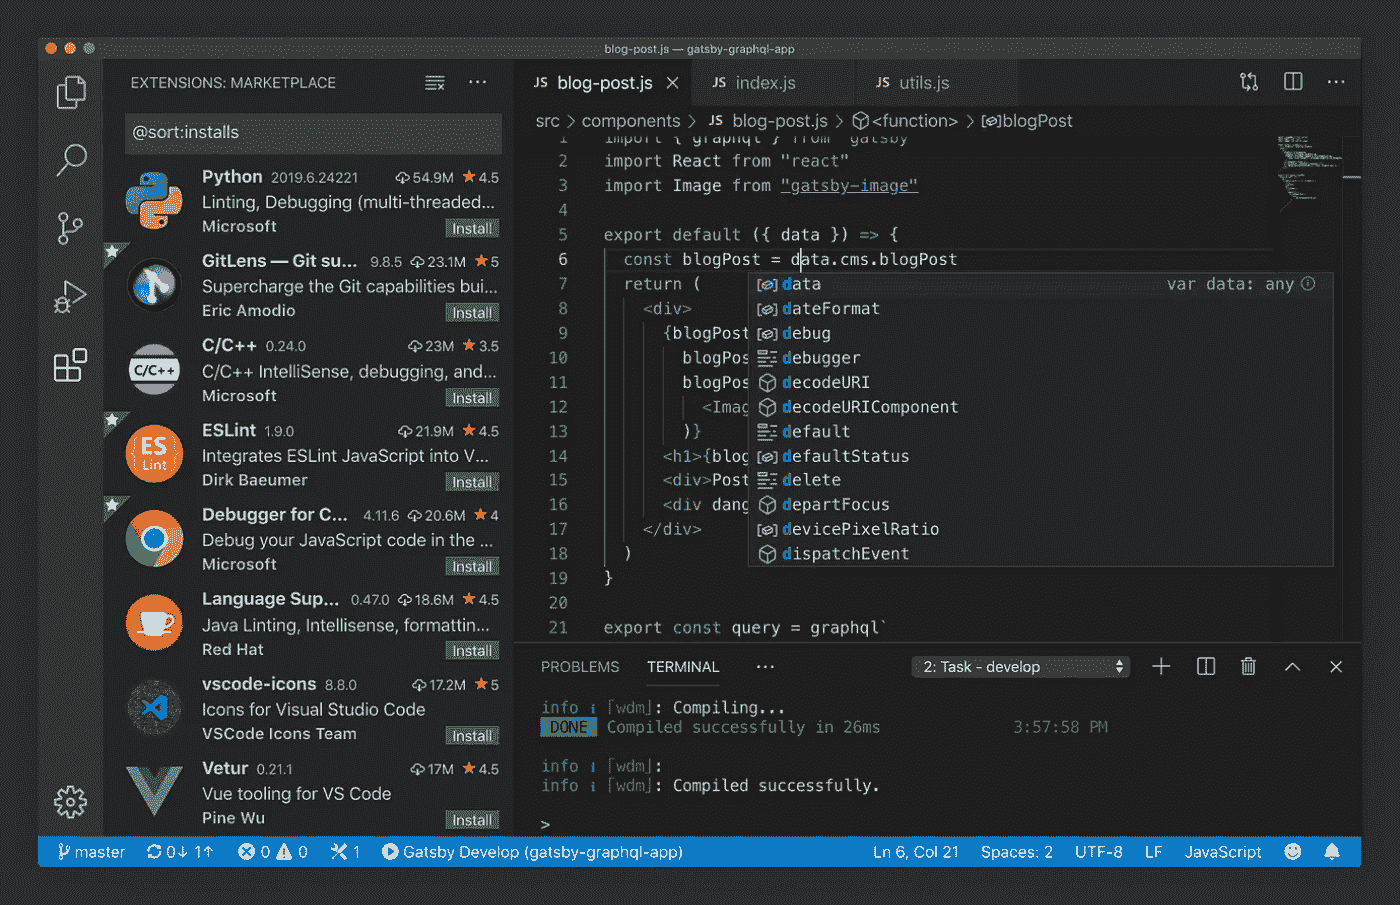 blog-post.js — gatsby-graphql-app
EXTENSIONS: MARKETPLACE
@sort:installs
Python 2019.6.24221 54.9M 4.5
Linting, Debugging (multi-threaded...
Microsoft Install
GitLens — Git su... 9.8.5 23.1M 5
Supercharge the Git capabilities bui...
Eric Amodio Install
C/C++
C/C++ 0.24.0 23M 3.5
C/C++ IntelliSense, debugging, and...
Microsoft Install
ES
Lint
ESLint 1.9.0 21.9M 4.5
Integrates ESLint JavaScript into V...
Dirk Baeumer Install
Debugger for C... 4.11.6 20.6M 4
Debug your JavaScript code in the ...
Microsoft Install
Language Sup... 0.47.0 18.6M 4.5
Java Linting, Intellisense, formattin...
Red Hat Install
vscode-icons 8.8.0 17.2M 5
Icons for Visual Studio Code
VSCode Icons Team Install
Vetur 0.21.1 17M 4.5
Vue tooling for VS Code
Pine Wu Install
JS blog-post.js JS index.js JS utils.js
src > components > JS blog-post.js > <function> > blogPost
1 import { graphql } from "gatsby"
2 import React from "react"
3 import Image from "gatsby-image"
4
5 export default ({ data }) => {
6 const blogPost = data.cms.blogPost
7 return (
8 <div>
9 {blogPost
10 blogPos
11 blogPos
12 <Imag
13 )}
14 <h1>{blog
15 <div>Post
16 <div dang
17 </div>
18 )
19 }
20
21 export const query = graphql`
data var data: any
dateFormat
debug
debugger
decodeURI
decodeURIComponent
default
defaultStatus
delete
departFocus
devicePixelRatio
dispatchEvent
PROBLEMS TERMINAL ... 2: Task - develop
info i ｢wdm｣: Compiling...
DONE Compiled successfully in 26ms 3:57:58 PM
info i ｢wdm｣:
info i ｢wdm｣: Compiled successfully.
>
master 0↓ 1↑ 0 0 1 Gatsby Develop (gatsby-graphql-app) Ln 6, Col 21 Spaces: 2 UTF-8 LF JavaScript